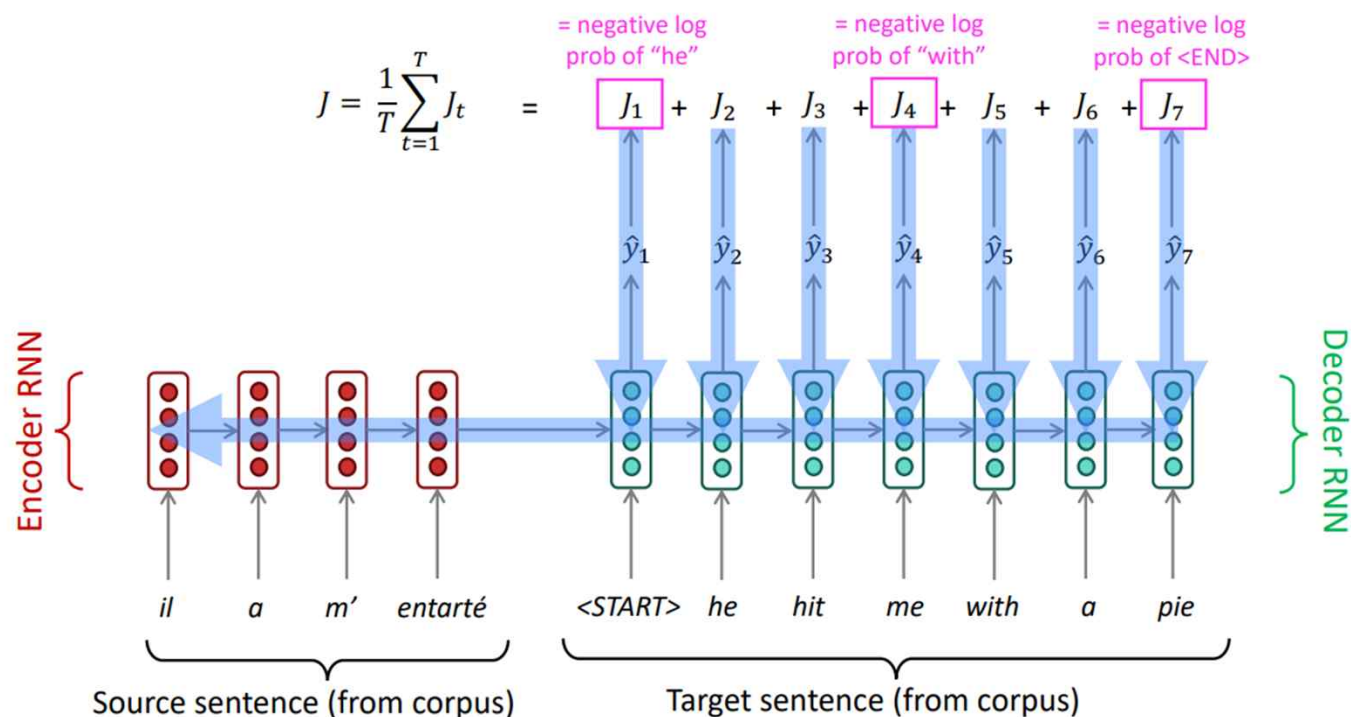 = negative log
prob of “he”
= negative log
prob of “with”
= negative log
prob of <END>
J = 1/T ∑_{t=1}^{T} J_t = J₁ + J₂ + J₃ + J₄ + J₅ + J₆ + J₇
ŷ₁ ŷ₂ ŷ₃ ŷ₄ ŷ₅ ŷ₆ ŷ₇
Encoder RNN
Decoder RNN
il a m’ entarté <START> he hit me with a pie
Source sentence (from corpus)
Target sentence (from corpus)